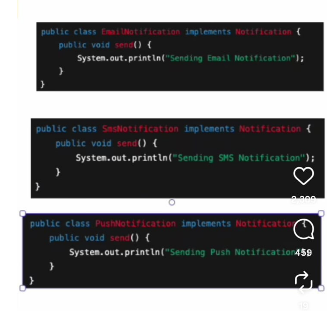 public class EmailNotification implements Notification {
public void send() {
System.out.println("Sending Email Notification");
}
}
public class SmsNotification implements Notification {
public void send() {
System.out.println("Sending SMS Notification");
}
}
public class PushNotification implements Notification {
public void send() {
System.out.println("Sending Push Notification
}
}
459